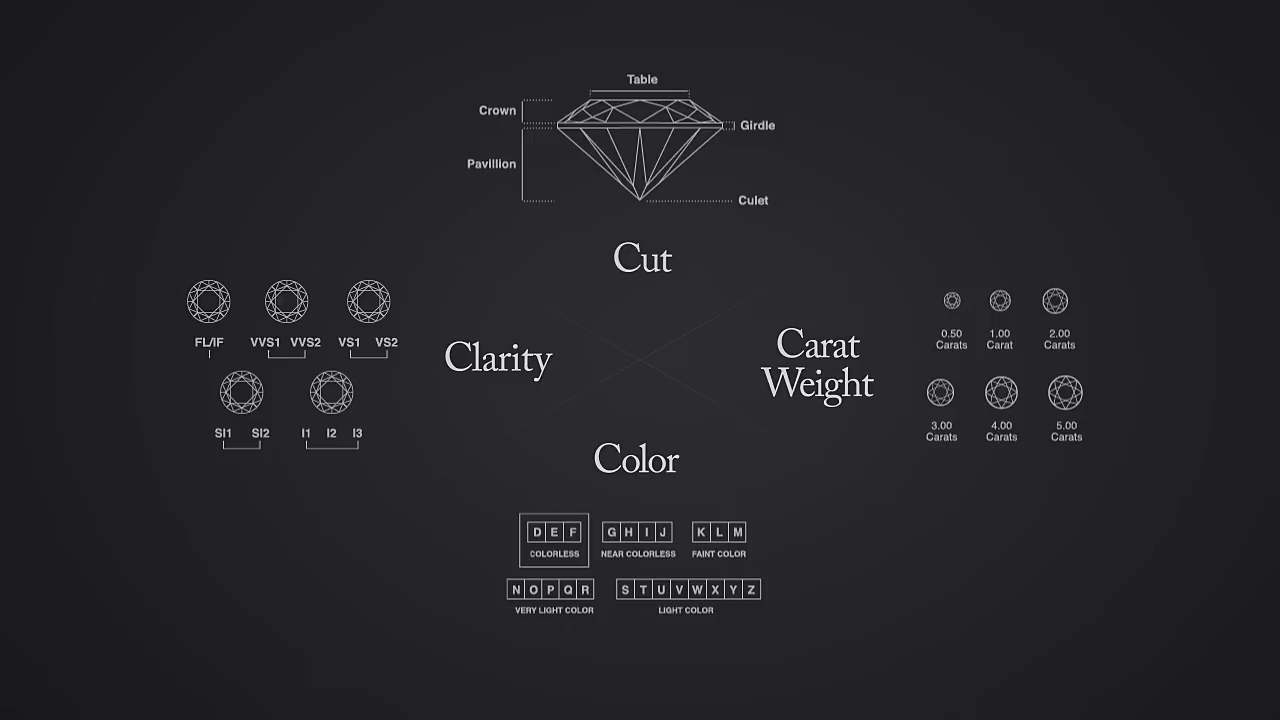 Table
Crown
Girdle
Pavillion
Culet
Cut
FL/IF VVS1 VVS2 VS1 VS2
SI1 SI2 I1 I2 I3
Clarity
Carat
Weight
0.50 1.00 2.00
Carats Carat Carats
3.00 4.00 5.00
Carats Carats Carats
Color
D E F G H I J K L M
COLORLESS NEAR COLORLESS FAINT COLOR
N O P Q R S T U V W X Y Z
VERY LIGHT COLOR LIGHT COLOR